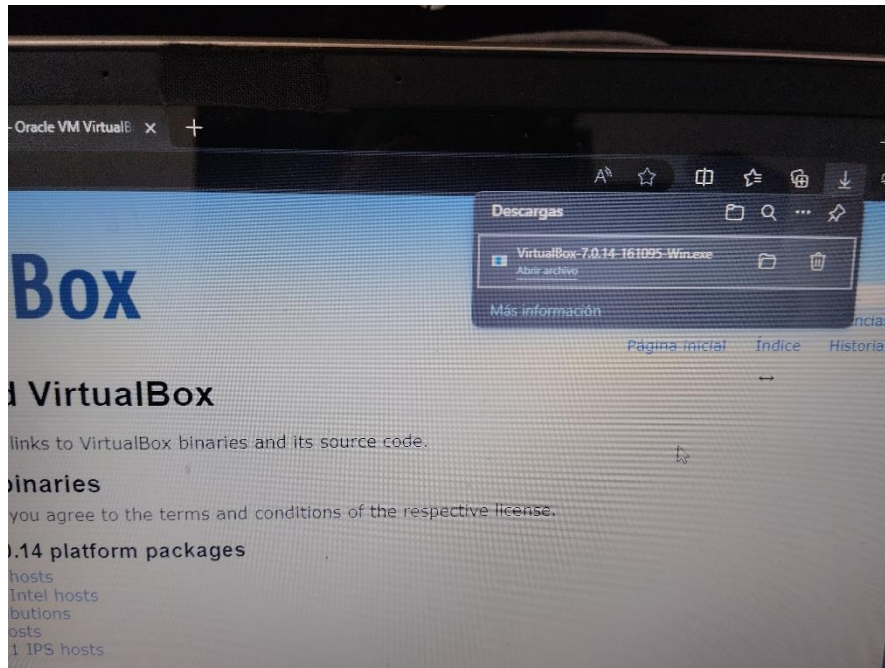 - Oracle VM VirtualB
Descargas
VirtualBox-7.0.14-161095-Win.exe
Abrir archivo
Más información
Box
Página inicial Índice Historia
VirtualBox
links to VirtualBox binaries and its source code.
binaries
you agree to the terms and conditions of the respective license.
0.14 platform packages
hosts
Intel hosts
butions
osts
1 IPS hosts